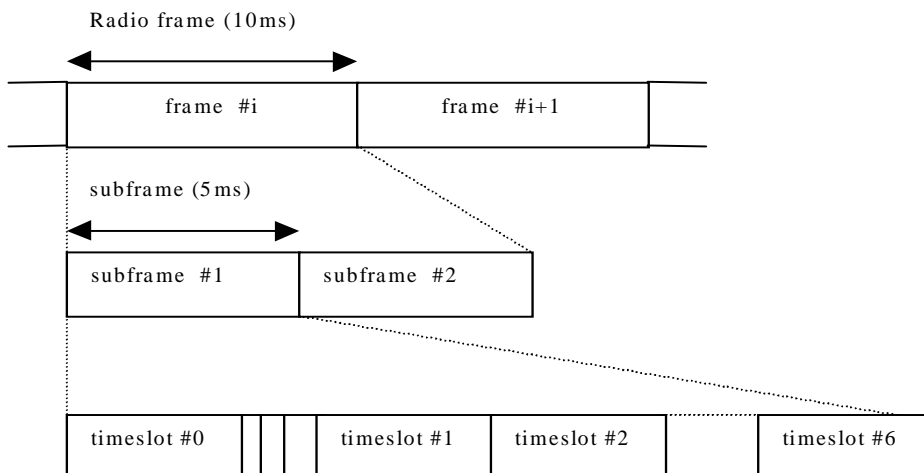 Radio frame (10ms)
frame #i frame #i+1
subframe (5ms)
subframe #1 subframe #2
timeslot #0 timeslot #1 timeslot #2 timeslot #6